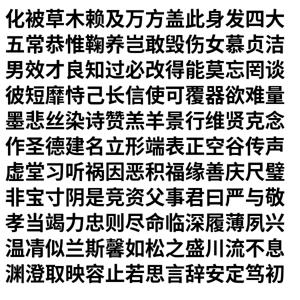 化被草木赖及万方盖此身发四大
五常恭惟鞠养岂敢毁伤女慕贞洁
男效才良知过必改得能莫忘罔谈
彼短靡恃己长信使可覆器欲难量
墨悲丝染诗赞羔羊景行维贤克念
作圣德建名立形端表正空谷传声
虚堂习听祸因恶积福缘善庆尺璧
非宝寸阴是竞资父事君曰严与敬
孝当竭力忠则尽命临深履薄夙兴
温凊似兰斯馨如松之盛川流不息
渊澄取映容止若思言辞安定笃初